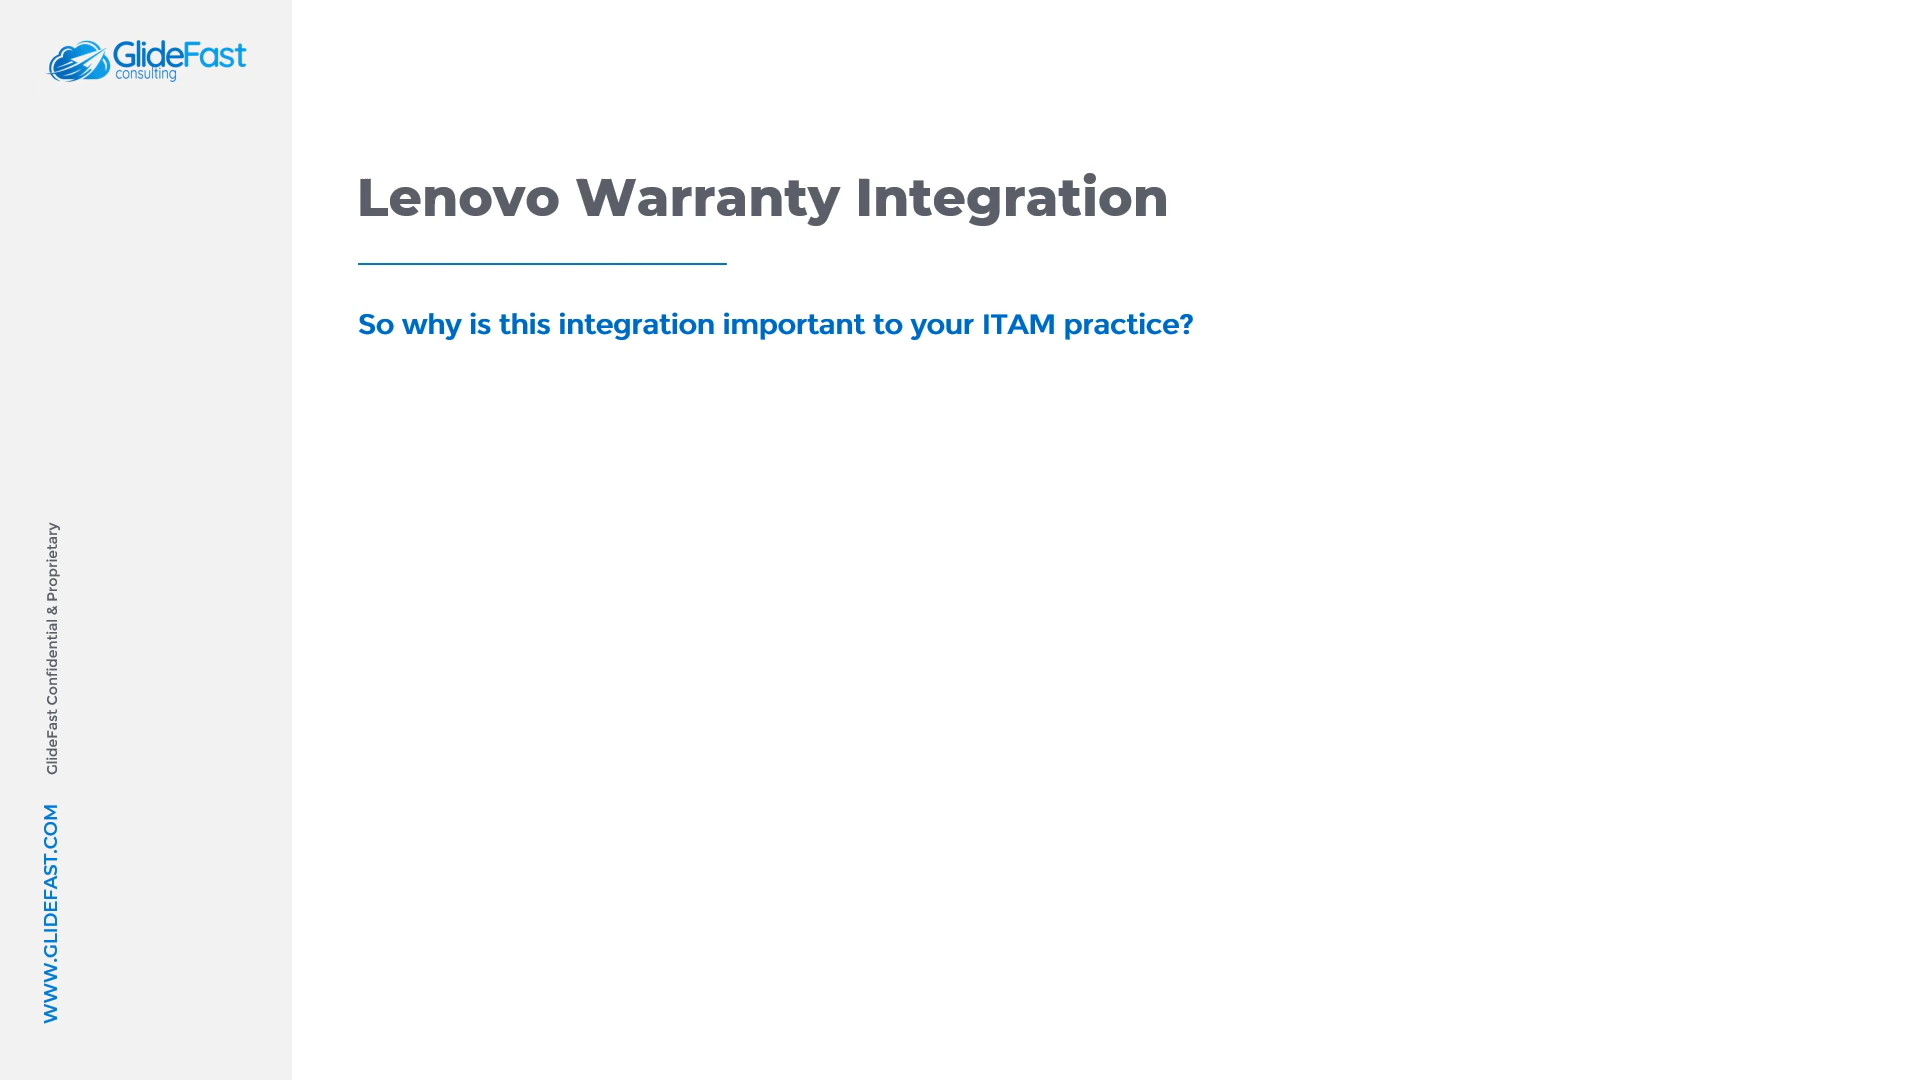 GlideFast
consulting
Lenovo Warranty Integration
So why is this integration important to your ITAM practice?
GlideFast Confidential & Proprietary
WWW.GLIDEFAST.COM